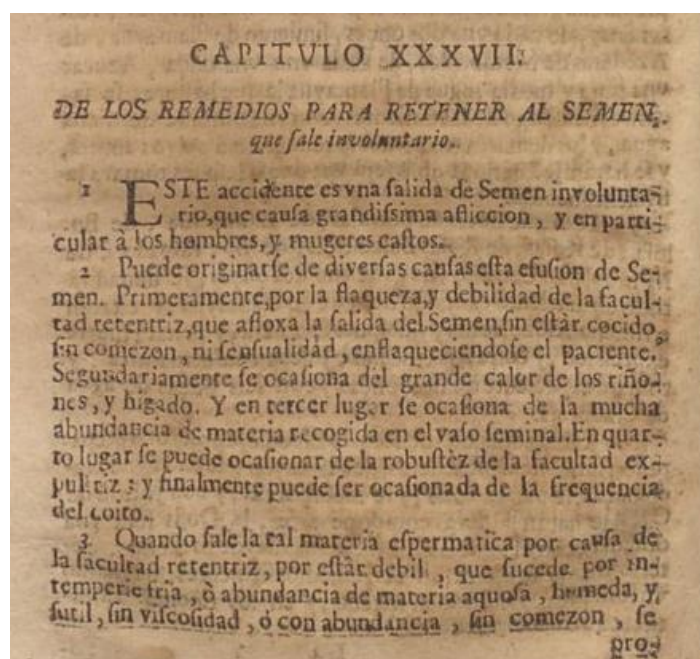 CAPITVLO XXXVII.
DE LOS REMEDIOS PARA RETENER AL SEMEN,
que sale involuntario.
1 ESTE accidente es vna salida de Semen involunta-
rio, que causa grandissima afliccion, y en parti-
cular à los hombres, y mugeres castos.
2 Puede originarse de diversas causas esta efusion de Se-
men. Primeramente, por la flaqueza, y debilidad de la facul-
tad retentriz, que afloxa la salida del Semen, sin estàr cocido,
sin comezon, ni sensualidad, enflaqueciendose el paciente.
Segundariamente se ocasiona del grande calor de los riño-
nes, y higado. Y en tercer lugar se ocasiona de la mucha
abundancia de materia recogida en el vaso seminal. En quar-
to lugar se puede ocasionar de la robustèz de la facultad ex-
pultriz: y finalmente puede ser ocasionada de la frequencia
del coito.
3. Quando sale la tal materia espermatica por causa de
la facultad retentriz, por estàr debil, que sucede por in-
temperie fria, ò abundancia de materia aquosa, humeda, y
sutil, sin viscosidad, ó con abundancia, sin comezon, se
pro-